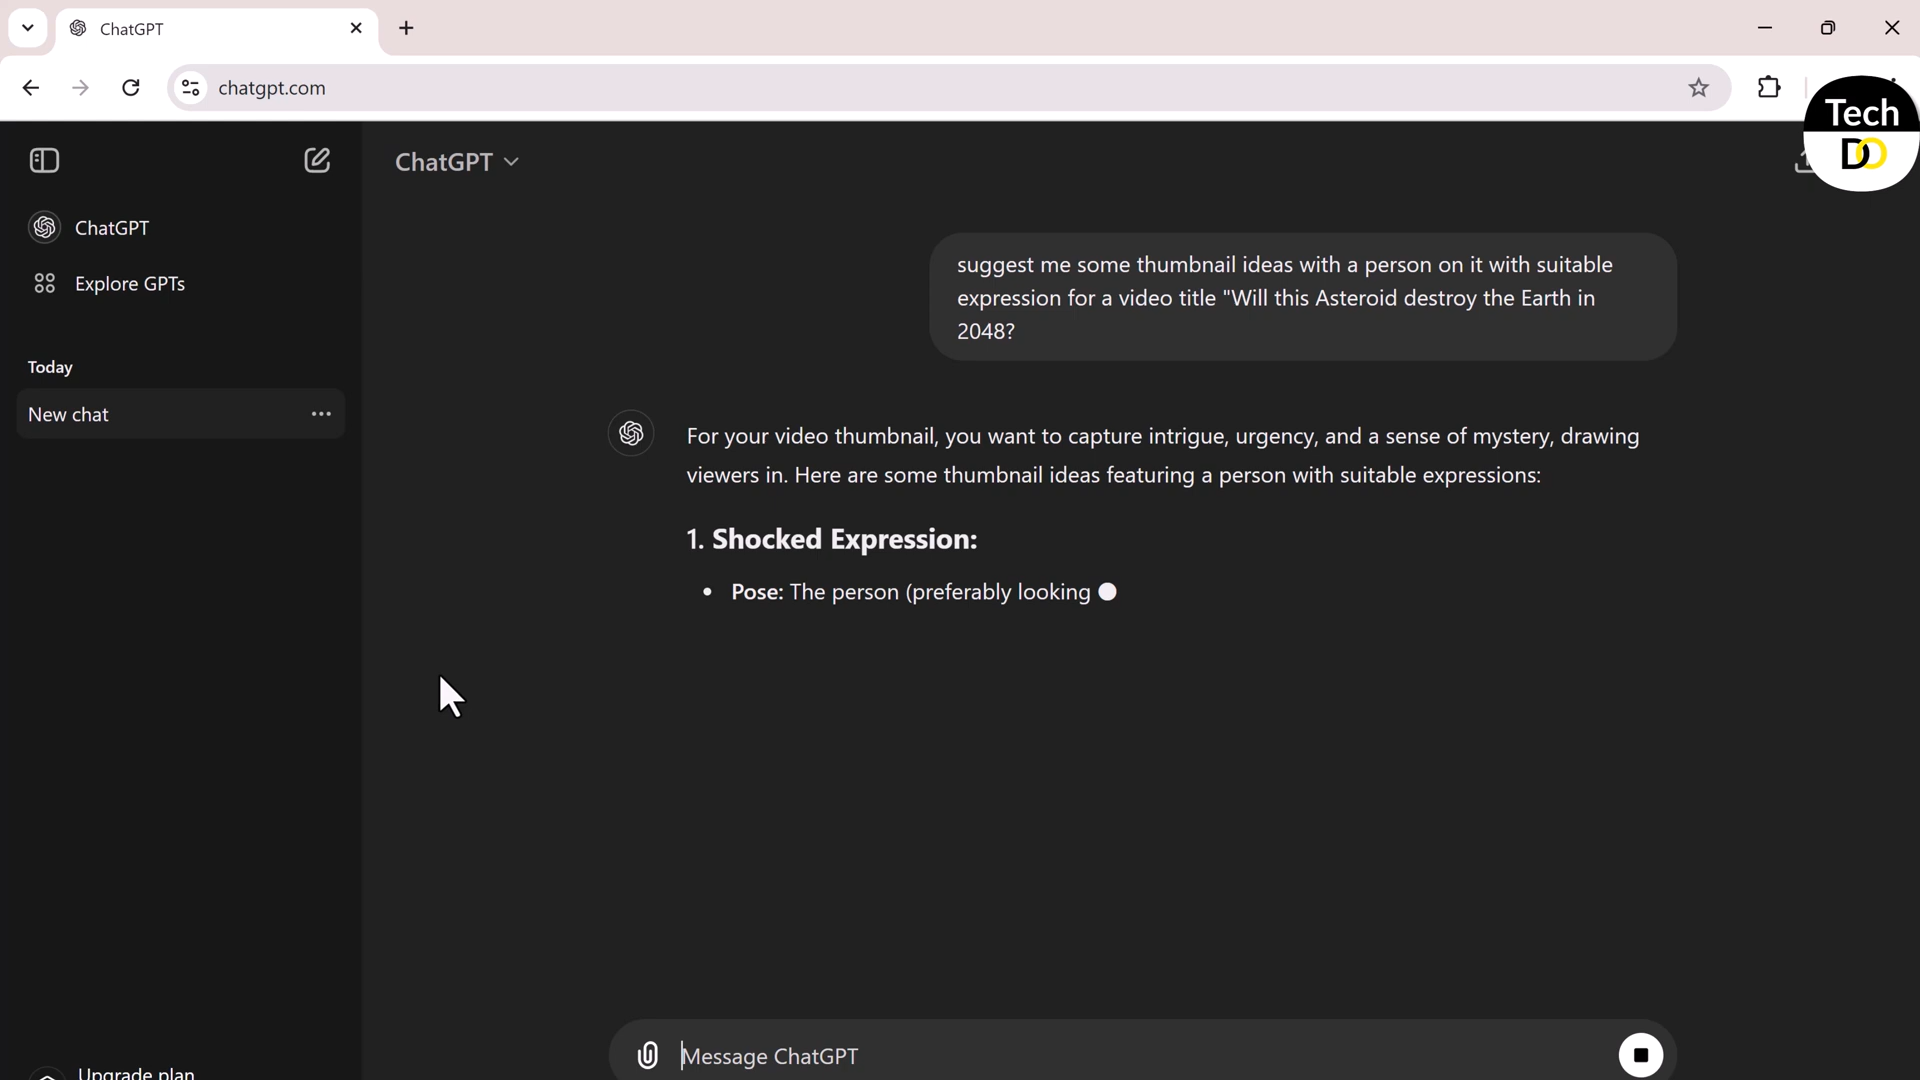 ChatGPT
chatgpt.com
Tech
DO
ChatGPT
ChatGPT
Explore GPTs
suggest me some thumbnail ideas with a person on it with suitable
expression for a video title "Will this Asteroid destroy the Earth in
2048?
Today
New chat
For your video thumbnail, you want to capture intrigue, urgency, and a sense of mystery, drawing
viewers in. Here are some thumbnail ideas featuring a person with suitable expressions:
1. Shocked Expression:
• Pose: The person (preferably looking
Message ChatGPT
Upgrade plan